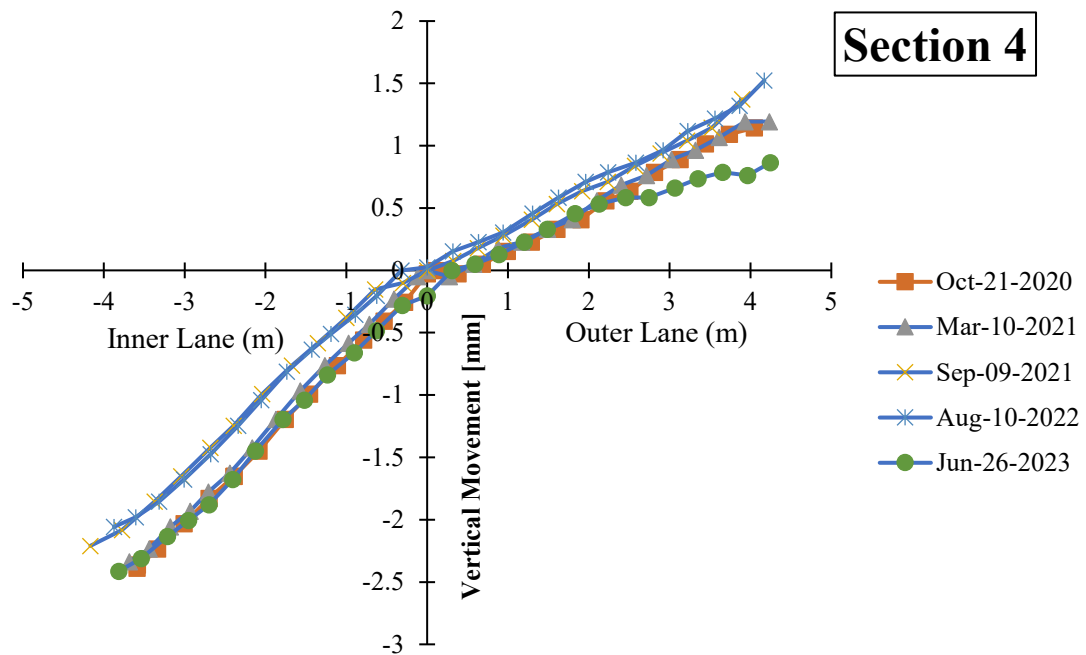 Section 4
2
1.5
1
0.5
0
-0.5
-1
-1.5
-2
-2.5
-3
-5
-4
-3
-2
-1
0
1
2
3
4
5
Inner Lane (m)
Outer Lane (m)
Vertical Movement [mm]
Oct-21-2020
Mar-10-2021
Sep-09-2021
Aug-10-2022
Jun-26-2023